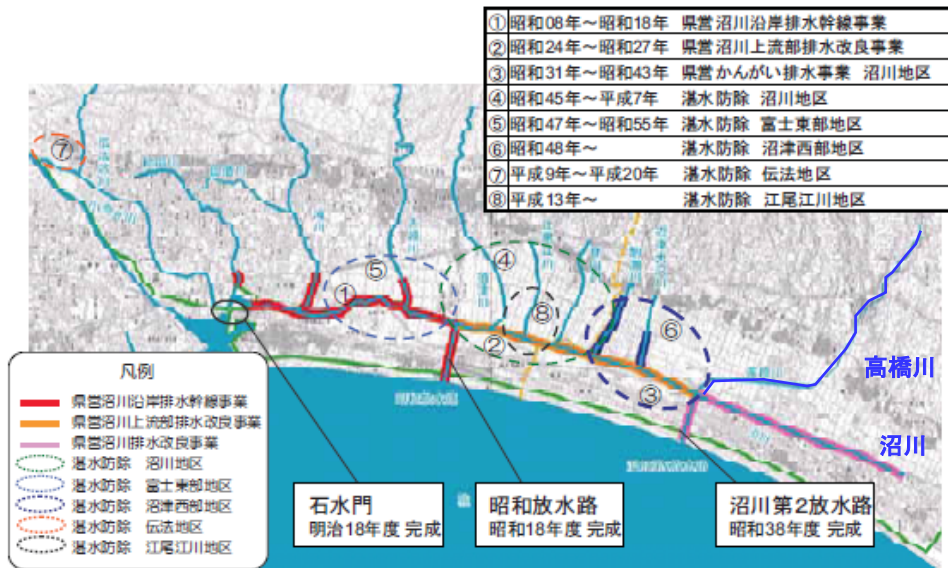 ①昭和08年～昭和18年 県営沼川沿岸排水幹線事業
②昭和24年～昭和27年 県営沼川上流部排水改良事業
③昭和31年～昭和43年 県営かんがい排水事業 沼川地区
④昭和45年～平成7年 湛水防除 沼川地区
⑤昭和47年～昭和55年 湛水防除 富士東部地区
⑥昭和48年～ 湛水防除 沼津西部地区
⑦平成9年～平成20年 湛水防除 伝法地区
⑧平成13年～ 湛水防除 江尾江川地区
⑦
⑤
④
①
⑧
⑥
②
③
高橋川
高橋川
沼川
凡例
県営沼川沿岸排水幹線事業
県営沼川上流部排水改良事業
県営沼川排水改良事業
湛水防除 沼川地区
湛水防除 富士東部地区
湛水防除 沼津西部地区
湛水防除 伝法地区
湛水防除 江尾江川地区
石水門
明治18年度 完成
昭和放水路
昭和18年度 完成
沼川第2放水路
昭和38年度 完成